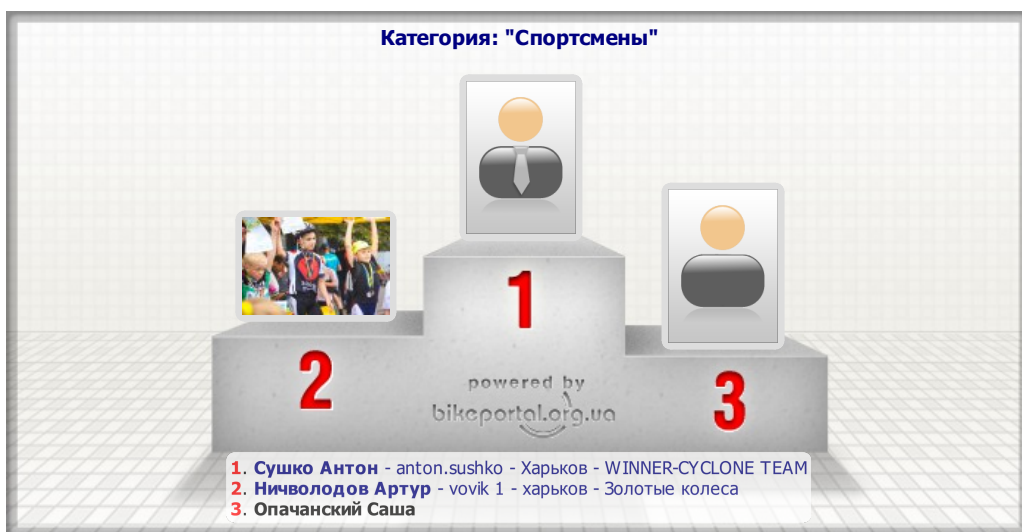 Категория: "Спортсмены"
1
2
3
powered by
bikeportal.org.ua
1. Сушко Антон - anton.sushko - Харьков - WINNER-CYCLONE TEAM
2. Ничволодов Артур - vovik 1 - харьков - Золотые колеса
3. Опачанский Саша